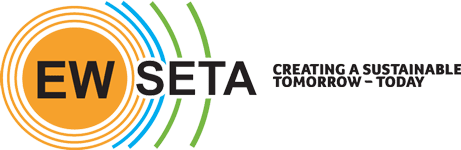 EW SETA
CREATING A SUSTAINABLE
TOMORROW – TODAY